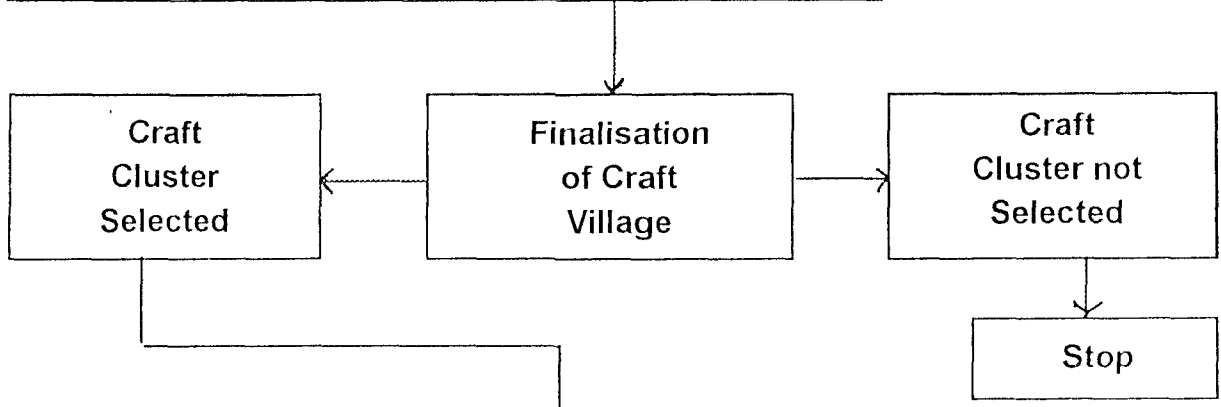 Craft
Cluster
Selected
Finalisation
of Craft
Village
Craft
Cluster not
Selected
Stop